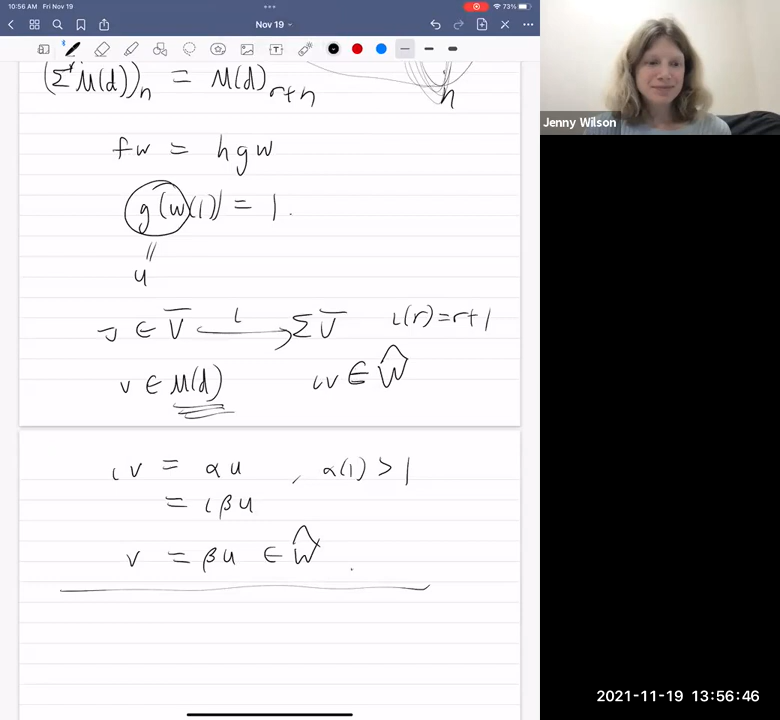 10:56 AM Fri Nov 19
73%
Nov 19
(Σ^r M(d))_n = M(d)_{r+n}
n
fw = hgw
g(w(1)) = 1.
||
u
v ∈ V̄ ι→ ΣV̄ ι(r)=r+1
v ∈ M(d) ιv ∈ Ŵ
ιv = αu , α(1) > 1
= ιβu
v = βu ∈ Ŵ .
Jenny Wilson
2021-11-19 13:56:46